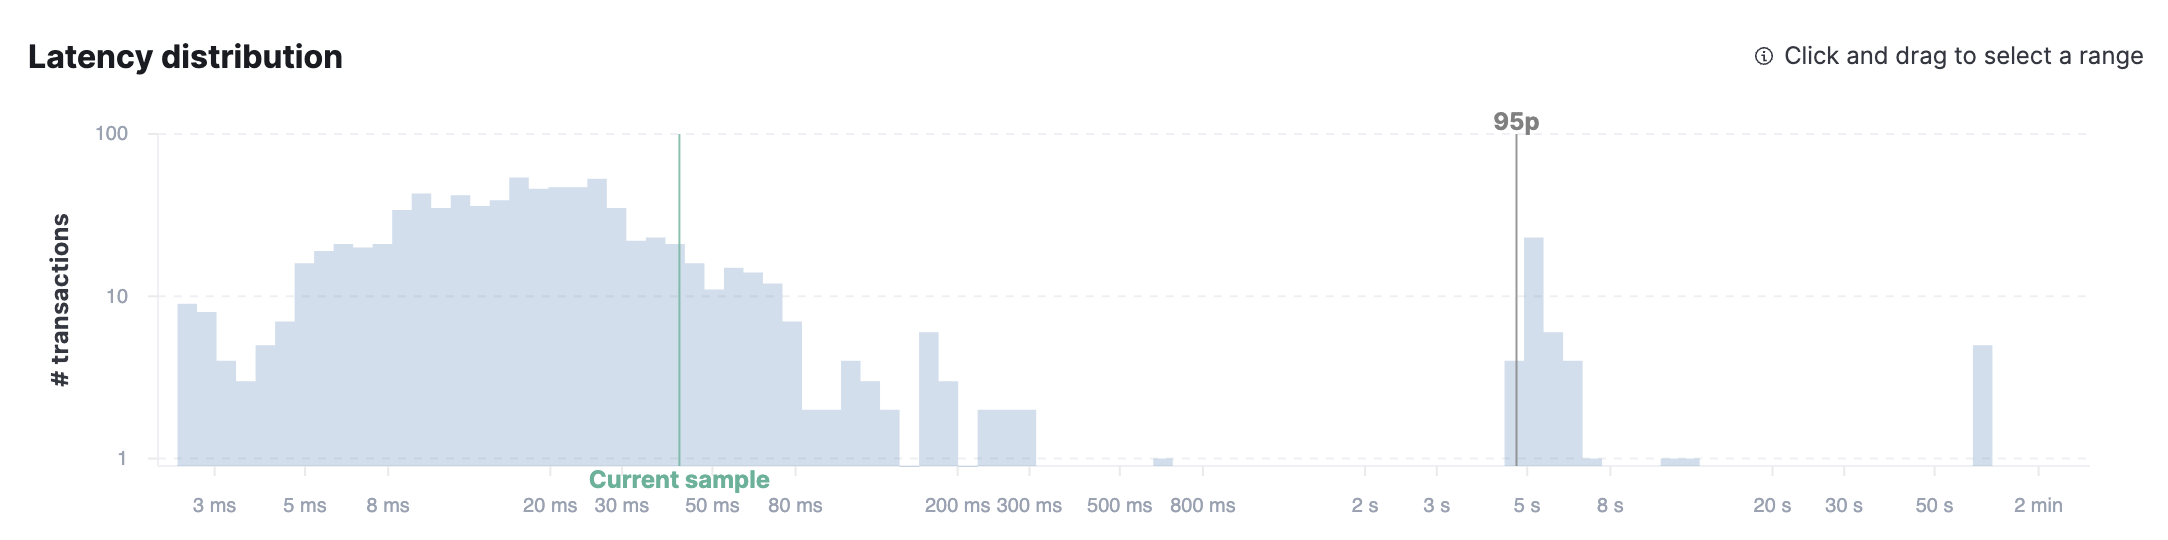 Latency distribution
Click and drag to select a range
95p
100
10
1
# transactions
Current sample
3 ms 5 ms 8 ms 20 ms 30 ms 50 ms 80 ms 200 ms 300 ms 500 ms 800 ms 2 s 3 s 5 s 8 s 20 s 30 s 50 s 2 min